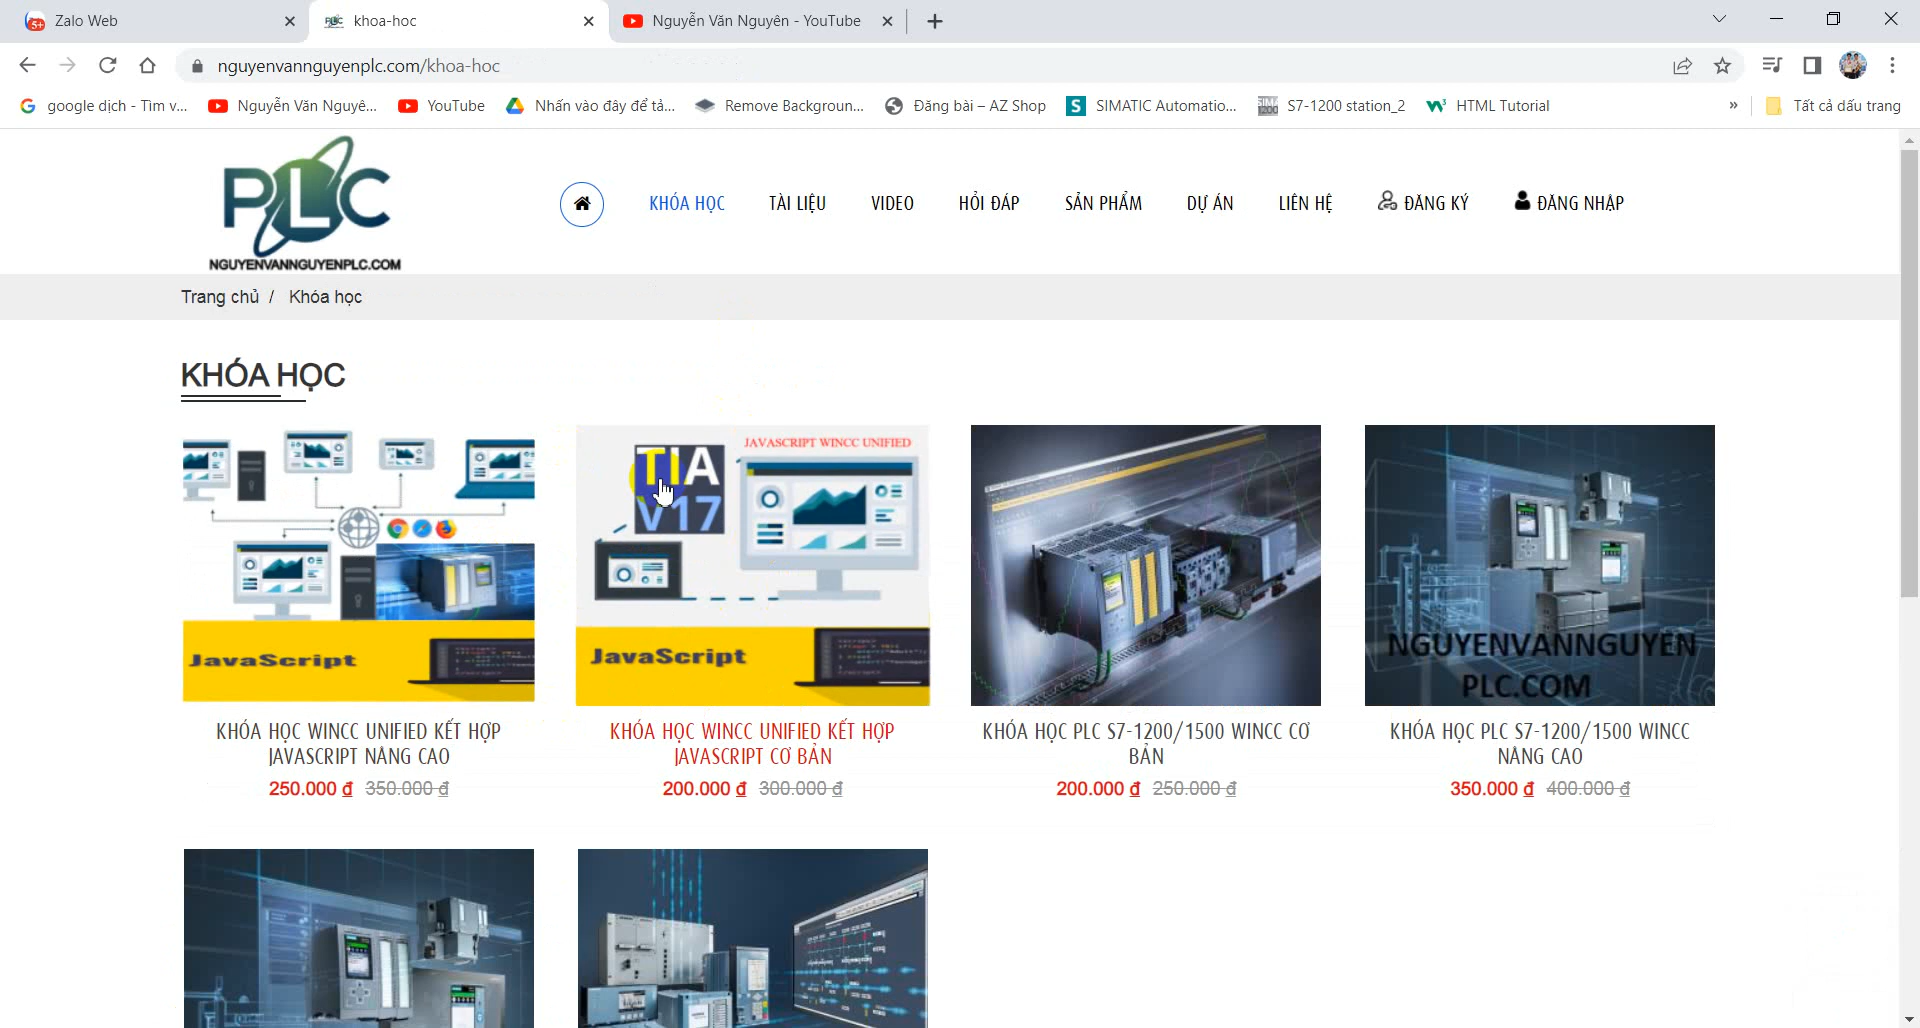 Zalo Web
khoa-hoc
Nguyễn Văn Nguyên - YouTube
nguyenvannguyenplc.com/khoa-hoc
google dịch - Tìm v...
Nguyễn Văn Nguyê...
YouTube
Nhấn vào đây để tả...
Remove Backgroun...
Đăng bài – AZ Shop
SIMATIC Automatio...
S7-1200 station_2
HTML Tutorial
»
Tất cả dấu trang
PLC
NGUYENVANNGUYENPLC.COM
KHÓA HỌC
TÀI LIỆU
VIDEO
HỎI ĐÁP
SẢN PHẨM
DỰ ÁN
LIÊN HỆ
ĐĂNG KÝ
ĐĂNG NHẬP
Trang chủ / Khóa học
KHÓA HỌC
JavaScript
JAVASCRIPT WINCC UNIFIED
TIA
V17
JavaScript
NGUYENVANNGUYEN
PLC.COM
KHÓA HỌC WINCC UNIFIED KẾT HỢP
JAVASCRIPT NÂNG CAO
250.000 ₫ 350.000 ₫
KHÓA HỌC WINCC UNIFIED KẾT HỢP
JAVASCRIPT CƠ BẢN
200.000 ₫ 300.000 ₫
KHÓA HỌC PLC S7-1200/1500 WINCC CƠ
BẢN
200.000 ₫ 250.000 ₫
KHÓA HỌC PLC S7-1200/1500 WINCC
NÂNG CAO
350.000 ₫ 400.000 ₫